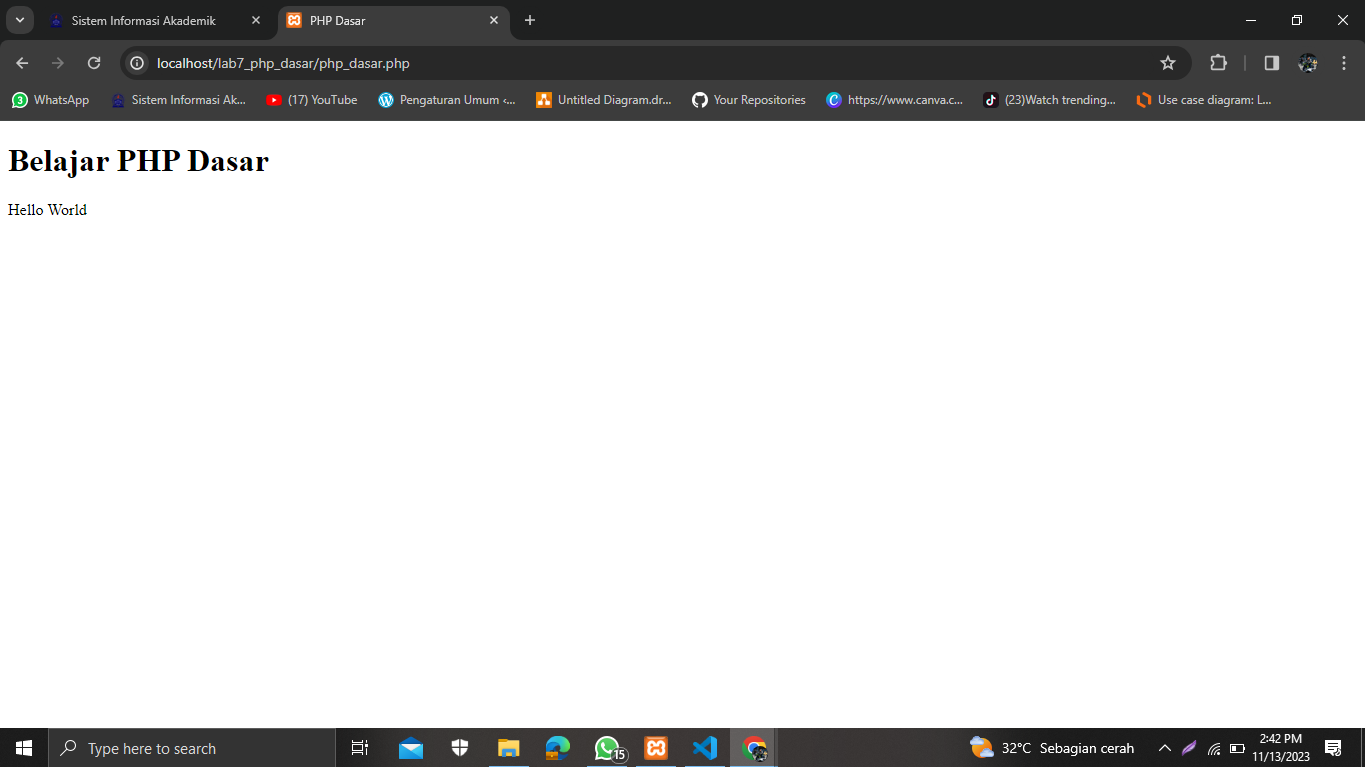 Sistem Informasi Akademik
PHP Dasar
localhost/lab7_php_dasar/php_dasar.php
3 WhatsApp
Sistem Informasi Ak...
(17) YouTube
Pengaturan Umum ‹...
Untitled Diagram.dr...
Your Repositories
https://www.canva.c...
(23)Watch trending...
Use case diagram: L...
Belajar PHP Dasar
Hello World
Type here to search
15
32°C Sebagian cerah
2:42 PM
11/13/2023